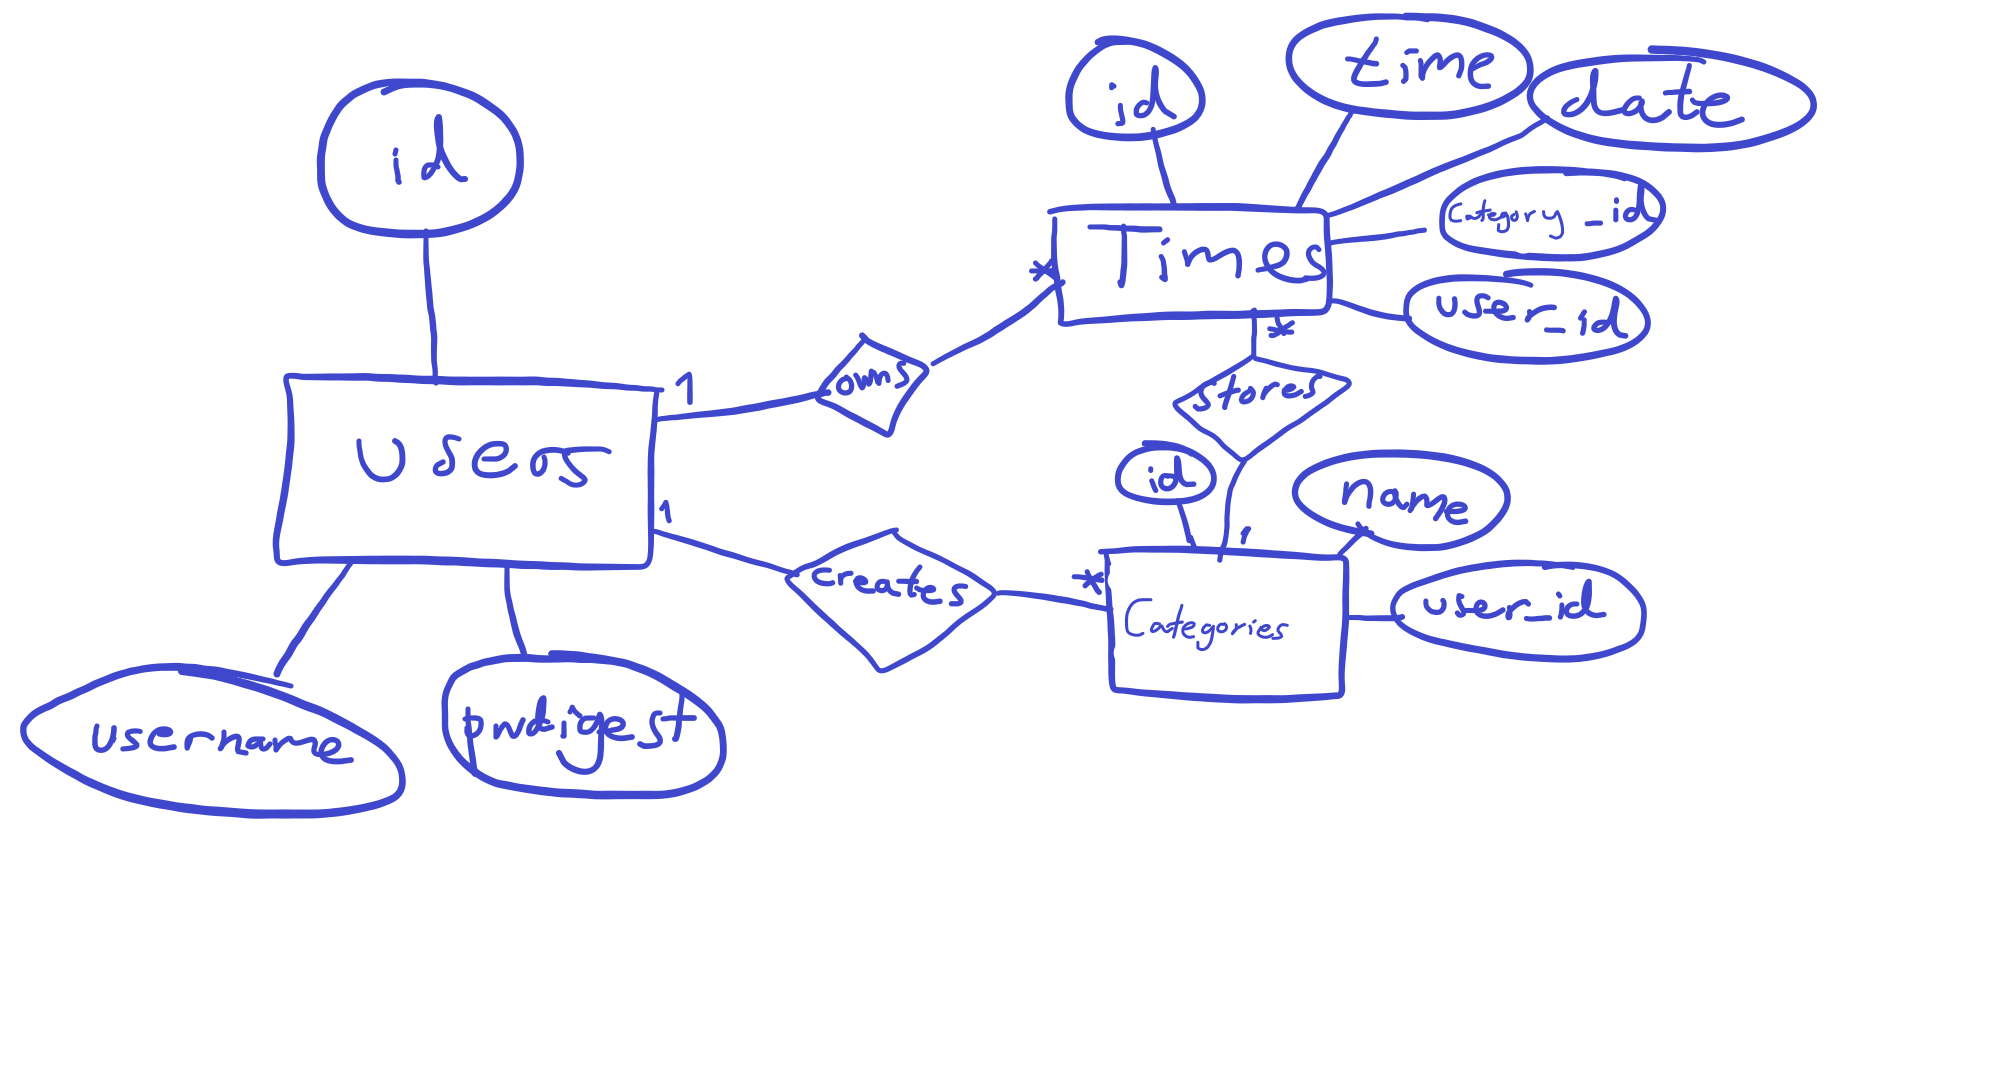 id
time
date
id
category_id
Times
*
user_id
*
1
owns
stores
Users
id
name
1
1
creates
*
Categories
user_id
username
pwdigest